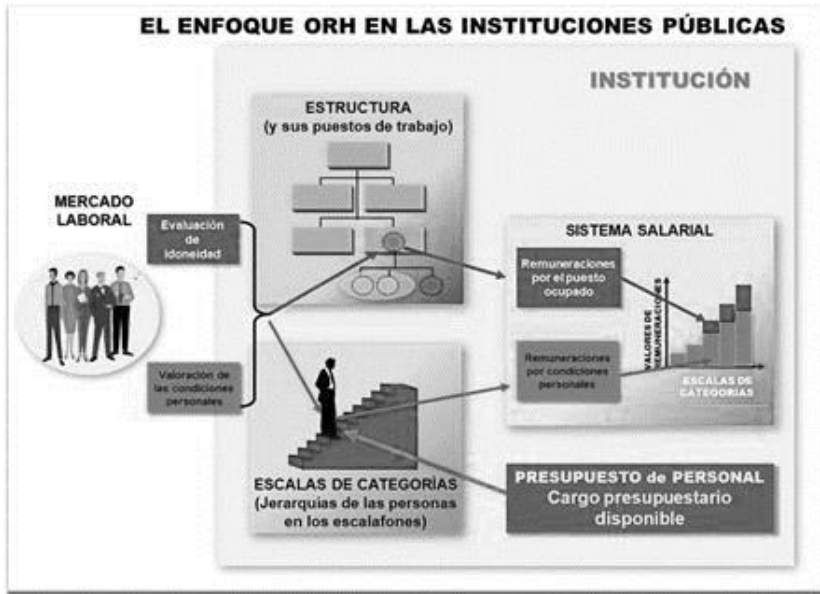 EL ENFOQUE ORH EN LAS INSTITUCIONES PÚBLICAS
INSTITUCIÓN
ESTRUCTURA
(y sus puestos de trabajo)
MERCADO
LABORAL
Evaluación
de
idoneidad
Valoración de
las condiciones
personales
SISTEMA SALARIAL
Remuneraciones
por el puesto
ocupado
Remuneraciones
por condiciones
personales
VALORES DE
REMUNERACIONES
ESCALAS DE
CATEGORÍAS
ESCALAS DE CATEGORÍAS
(Jerarquías de las personas
en los escalafones)
PRESUPUESTO de PERSONAL
Cargo presupuestario
disponible